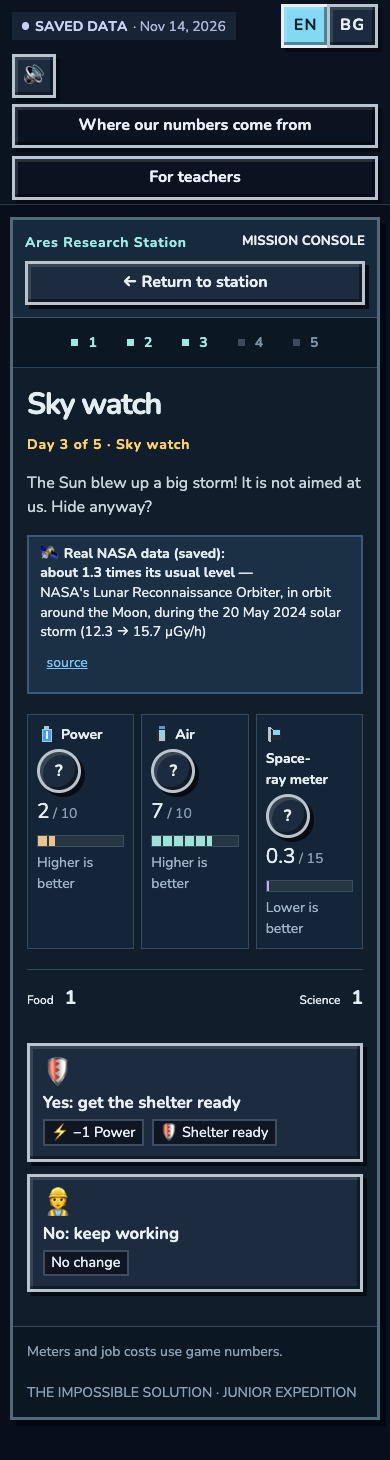 SAVED DATA · Nov 14, 2026
EN BG
Where our numbers come from
For teachers
Ares Research Station
MISSION CONSOLE
← Return to station
1 2 3 4 5
Sky watch
Day 3 of 5 · Sky watch
The Sun blew up a big storm! It is not aimed at
us. Hide anyway?
Real NASA data (saved):
about 1.3 times its usual level —
NASA's Lunar Reconnaissance Orbiter, in orbit
around the Moon, during the 20 May 2024 solar
storm (12.3 → 15.7 µGy/h)
source
Power
?
2 / 10
Higher is
better
Air
?
7 / 10
Higher is
better
Space-
ray meter
?
0.3 / 15
Lower is
better
Food 1
Science 1
Yes: get the shelter ready
⚡ −1 Power
Shelter ready
No: keep working
No change
Meters and job costs use game numbers.
THE IMPOSSIBLE SOLUTION · JUNIOR EXPEDITION